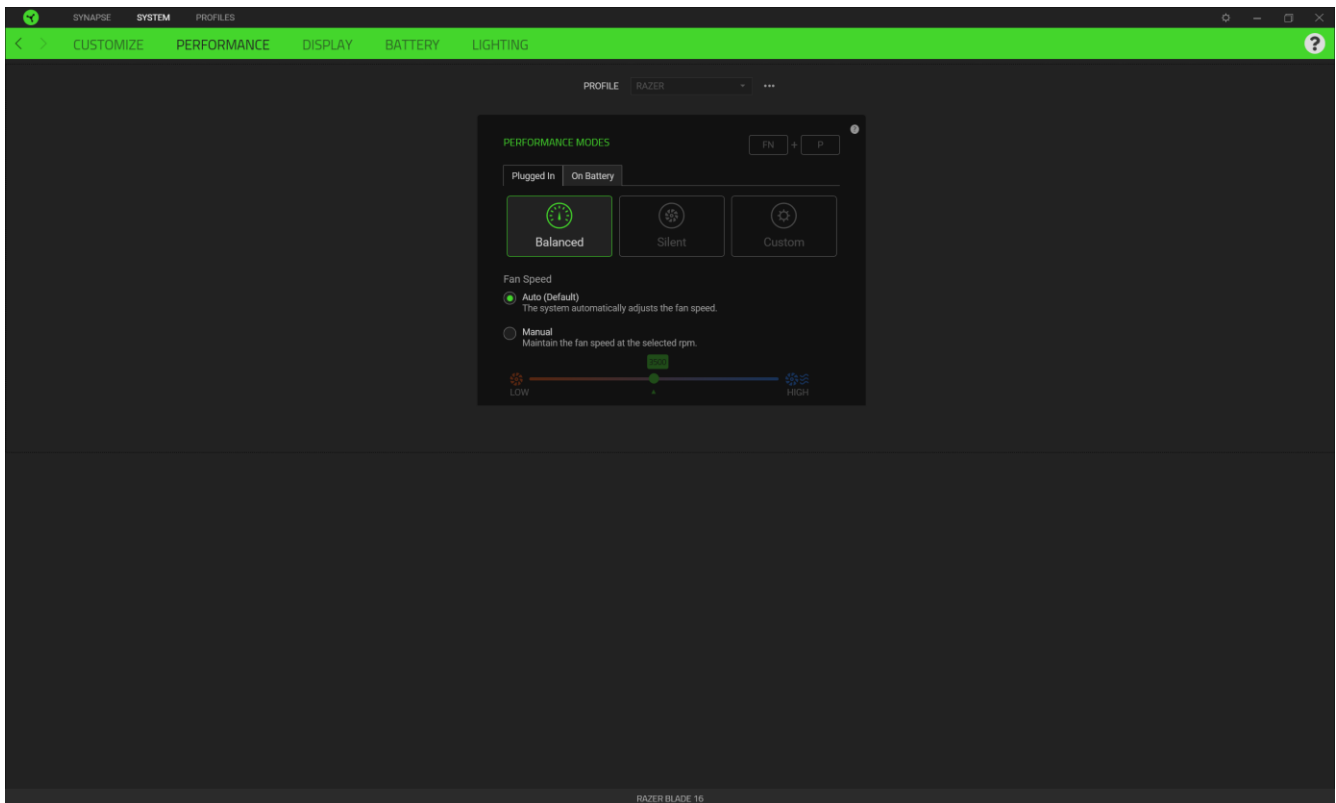 SYNAPSE SYSTEM PROFILES
CUSTOMIZE PERFORMANCE DISPLAY BATTERY LIGHTING ?
PROFILE RAZER
PERFORMANCE MODES FN + P ?
Plugged In On Battery
Balanced Silent Custom
Fan Speed
Auto (Default)
The system automatically adjusts the fan speed.
Manual
Maintain the fan speed at the selected rpm.
3500
LOW HIGH
RAZER BLADE 16